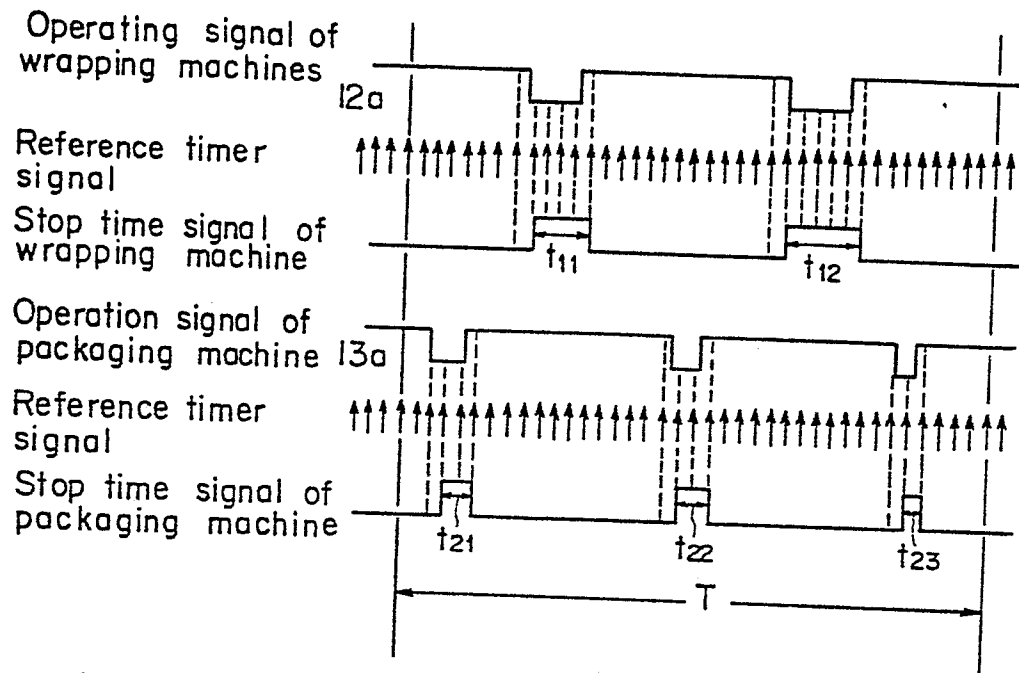 Operating signal of
wrapping machines
12a
Reference timer
signal
Stop time signal of
wrapping machine
t11
t12
Operation signal of
packaging machine 13a
Reference timer
signal
Stop time signal of
packaging machine
t21
t22
t23
T